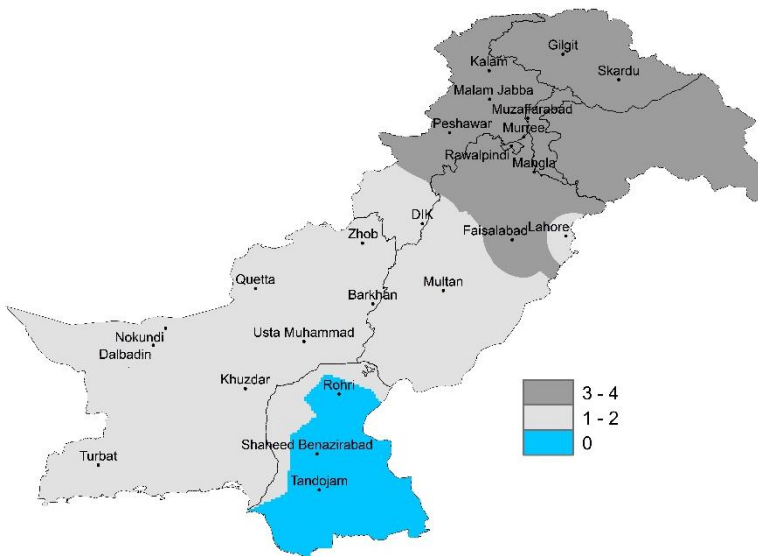 Gilgit
Kalam
Skardu
Malam Jabba
Muzaffarabad
Peshawar
Murree
Rawalpindi
Mangla
DIK
Zhob
Faisalabad
Lahore
Quetta
Barkhan
Multan
Nokundi
Usta Muhammad
Dalbadin
Khuzdar
Rohri
3 - 4
1 - 2
0
Shaheed Benazirabad
Turbat
Tandojam